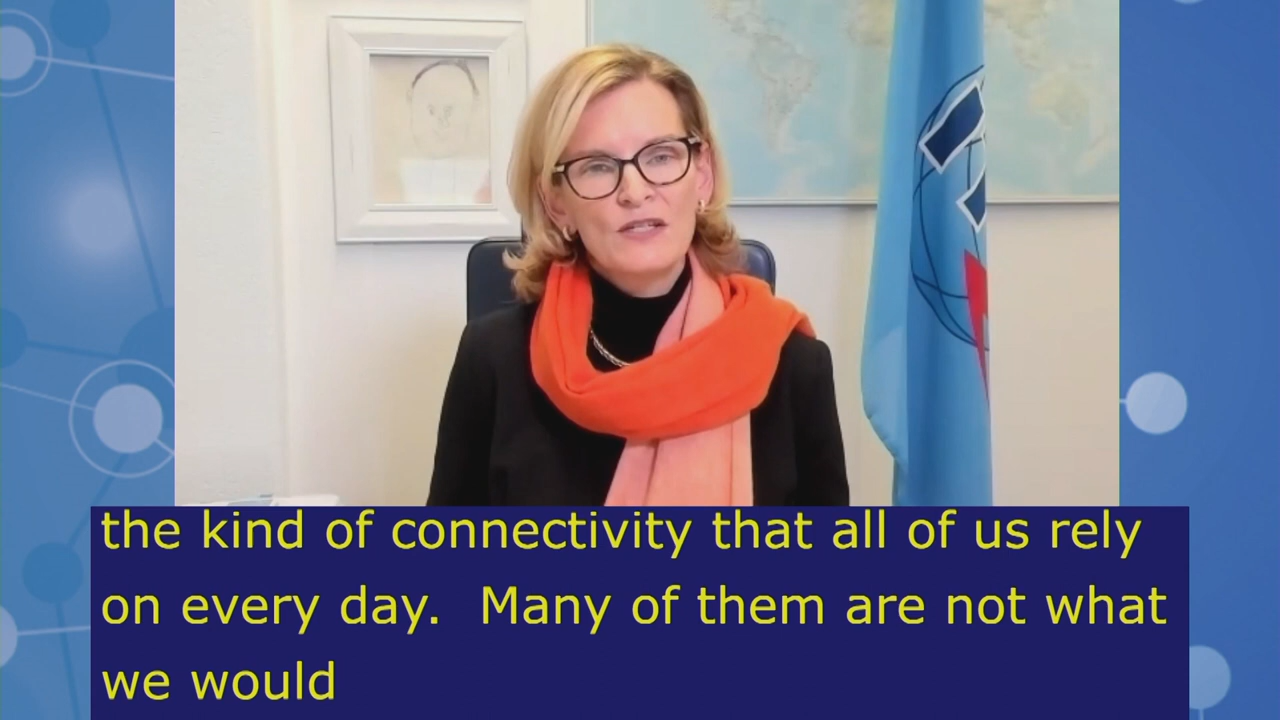 the kind of connectivity that all of us rely
on every day.  Many of them are not what
we would